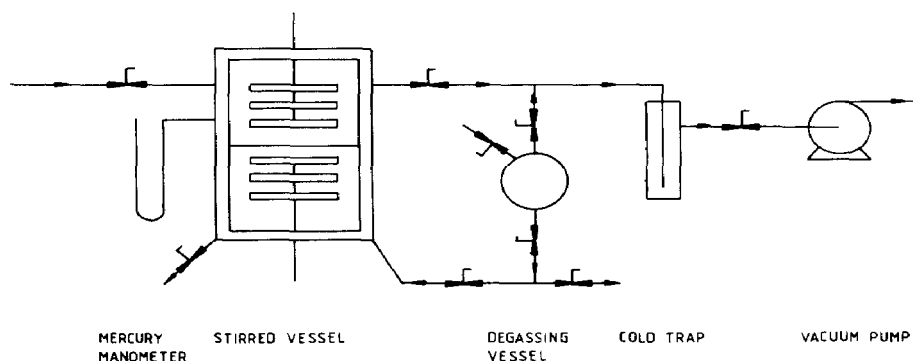 MERCURY MANOMETER
STIRRED VESSEL
DEGASSING VESSEL
COLD TRAP
VACUUM PUMP